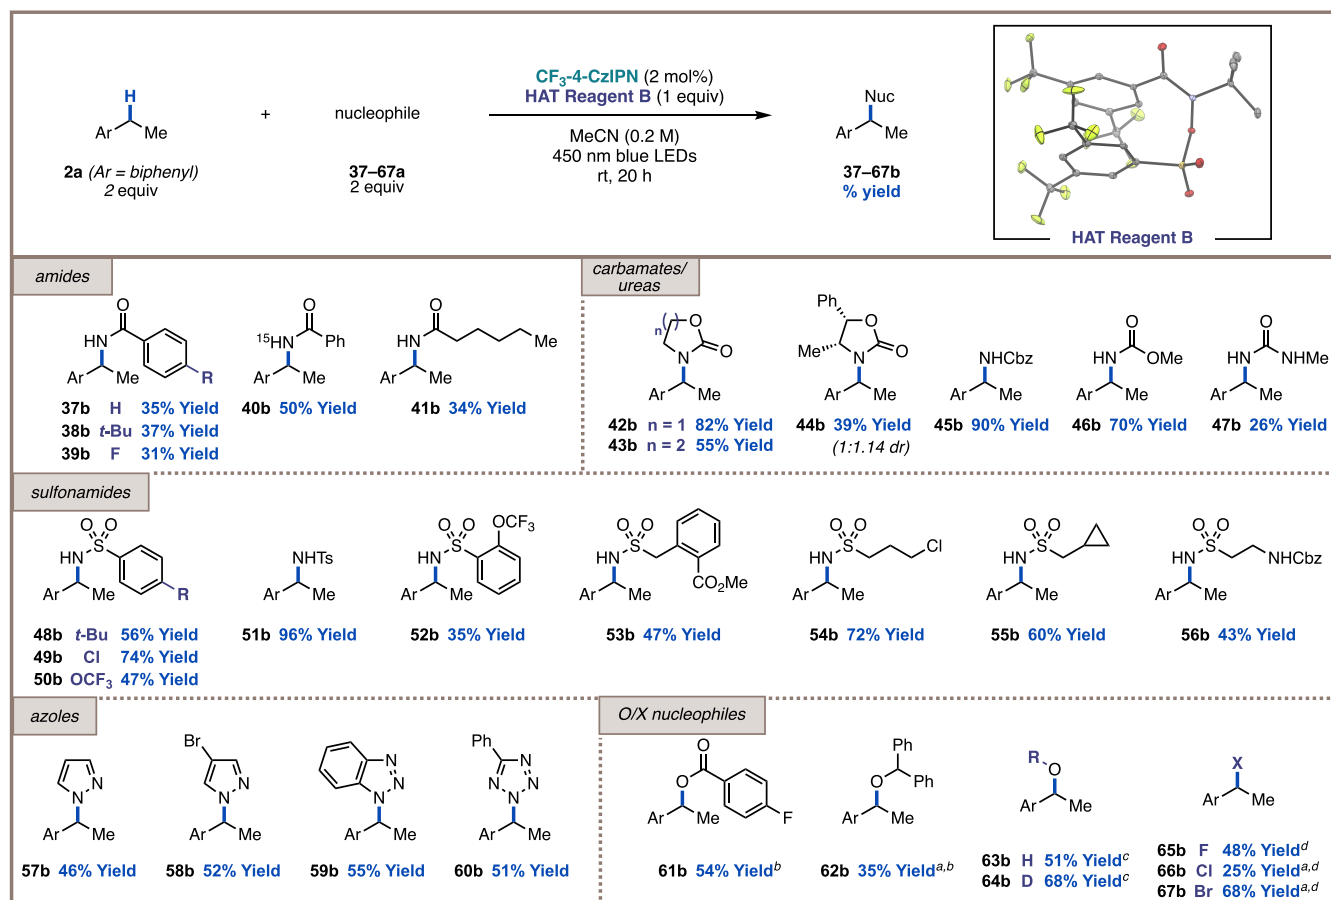 CF3-4-CzIPN (2 mol%)
HAT Reagent B (1 equiv)
MeCN (0.2 M)
450 nm blue LEDs
rt, 20 h
H
Ar Me
2a (Ar = biphenyl)
2 equiv
+
nucleophile
37–67a
2 equiv
Nuc
Ar Me
37–67b
% yield
HAT Reagent B
amides
O
HN
Ar Me
R
37b H 35% Yield
38b t-Bu 37% Yield
39b F 31% Yield
O
15HN Ph
Ar Me
40b 50% Yield
O
HN Me
Ar Me
41b 34% Yield
carbamates/
ureas
n( ) O
N O
Ar Me
42b n = 1 82% Yield
43b n = 2 55% Yield
Ph
O
Me N O
Ar Me
44b 39% Yield
(1:1.14 dr)
NHCbz
Ar Me
45b 90% Yield
O
HN OMe
Ar Me
46b 70% Yield
O
HN NHMe
Ar Me
47b 26% Yield
sulfonamides
O O
HN S
Ar Me R
48b t-Bu 56% Yield
49b Cl 74% Yield
50b OCF3 47% Yield
NHTs
Ar Me
51b 96% Yield
O O OCF3
HN S
Ar Me
52b 35% Yield
O O
HN S
CO2Me
Ar Me
53b 47% Yield
O O
HN S Cl
Ar Me
54b 72% Yield
O O
HN S
Ar Me
55b 60% Yield
O O
HN S NHCbz
Ar Me
56b 43% Yield
azoles
N
N
Ar Me
57b 46% Yield
Br
N
N
Ar Me
58b 52% Yield
N
N
N
Ar Me
59b 55% Yield
Ph
N
N N
N
Ar Me
60b 51% Yield
O/X nucleophiles
O
O
Ar Me F
61b 54% Yieldb
Ph
O Ph
Ar Me
62b 35% Yielda,b
R O
Ar Me
63b H 51% Yieldc
64b D 68% Yieldc
X
Ar Me
65b F 48% Yieldd
66b Cl 25% Yielda,d
67b Br 68% Yielda,d